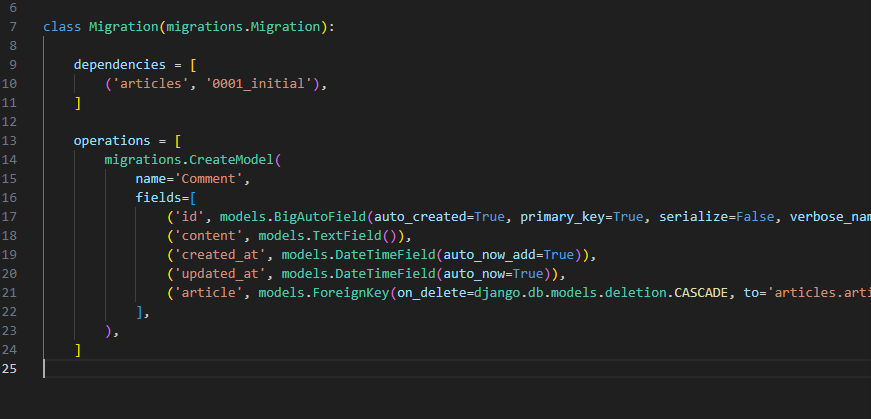 6
7 class Migration(migrations.Migration):
8
9 dependencies = [
10 ('articles', '0001_initial'),
11 ]
12
13 operations = [
14 migrations.CreateModel(
15 name='Comment',
16 fields=[
17 ('id', models.BigAutoField(auto_created=True, primary_key=True, serialize=False, verbose_nam
18 ('content', models.TextField()),
19 ('created_at', models.DateTimeField(auto_now_add=True)),
20 ('updated_at', models.DateTimeField(auto_now=True)),
21 ('article', models.ForeignKey(on_delete=django.db.models.deletion.CASCADE, to='articles.arti
22 ],
23 ),
24 ]
25